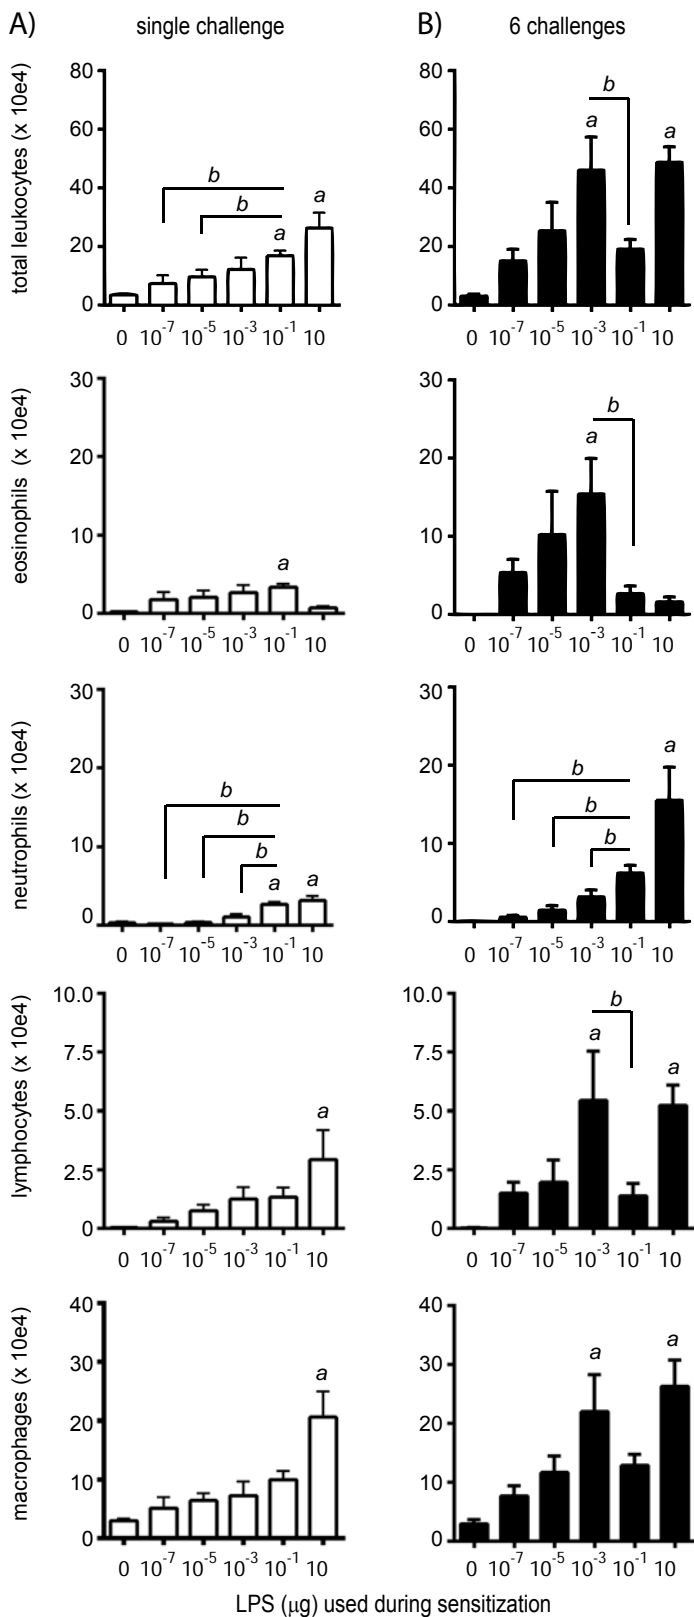 A) single challenge B) 6 challenges
total leukocytes (x 10e4)
80 80
b
60 a a 60
40 b a 40
b a
20 20
0 0
0 10-7 10-5 10-3 10-1 10 0 10-7 10-5 10-3 10-1 10
eosinophils (x 10e4)
30 30
b
a
20 20
10 10
a
0 0
0 10-7 10-5 10-3 10-1 10 0 10-7 10-5 10-3 10-1 10
neutrophils (x 10e4)
30 30
20 a 20
b b
b b
10 10
b b
a a
0 0
0 10-7 10-5 10-3 10-1 10 0 10-7 10-5 10-3 10-1 10
lymphocytes (x 10e4)
10.0 10.0
b
7.5 a 7.5
a
5.0 a 5.0
2.5 2.5
0 0
0 10-7 10-5 10-3 10-1 10 0 10-7 10-5 10-3 10-1 10
macrophages (x 10e4)
40 40
a a
30 30
a
20 20
10 10
0 0
0 10-7 10-5 10-3 10-1 10 0 10-7 10-5 10-3 10-1 10
LPS (µg) used during sensitization